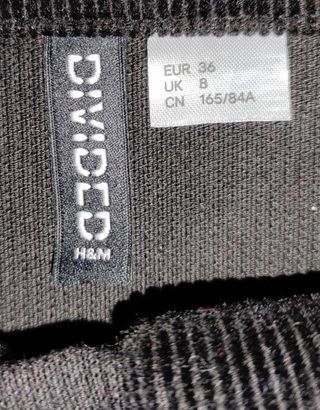 DIVIDED
H&M
EUR 36
UK 8
CN 165/84A